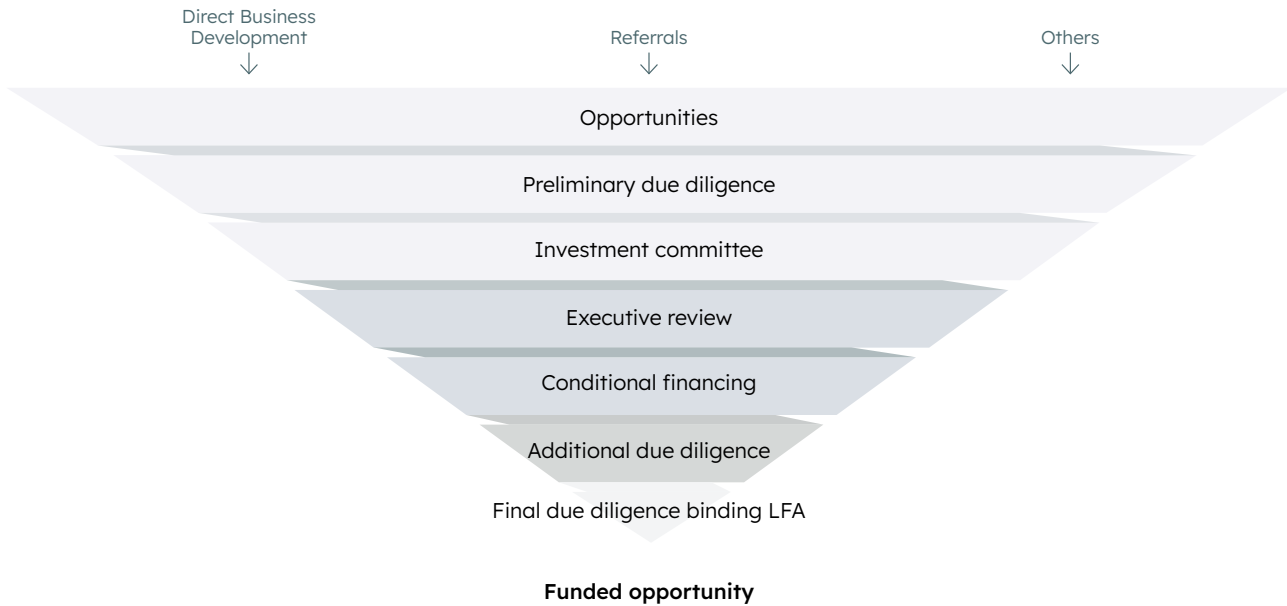 Direct Business
Development
Referrals
Others
Opportunities
Preliminary due diligence
Investment committee
Executive review
Conditional financing
Additional due diligence
Final due diligence binding LFA
Funded opportunity